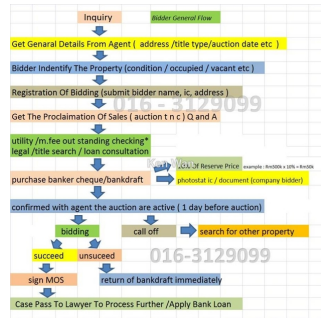 Inquiry
Bidder General Flow
Get Genaral Details From Agent ( address /title type/auction date etc )
Bidder Indentify The Property (condition / occupied / vacant etc )
Registration Of Bidding (submit bidder name, ic, address )
016 - 3129099
Get The Proclaimation Of Sales ( auction t n c ) Q and A
utility /m.fee out standing checking*
legal /title search / loan consultation
Of Reserve Price
example : Rm500k x 10% = Rm50k
purchase banker cheque/bankdraft
photostat ic / document (company bidder)
confirmed with agent the auction are active ( 1 day before auction)
bidding
call off
search for other property
succeed
unsuceed
016-3129099
sign MOS
return of bankdraft immediately
Case Pass To Lawyer To Process Further /Apply Bank Loan